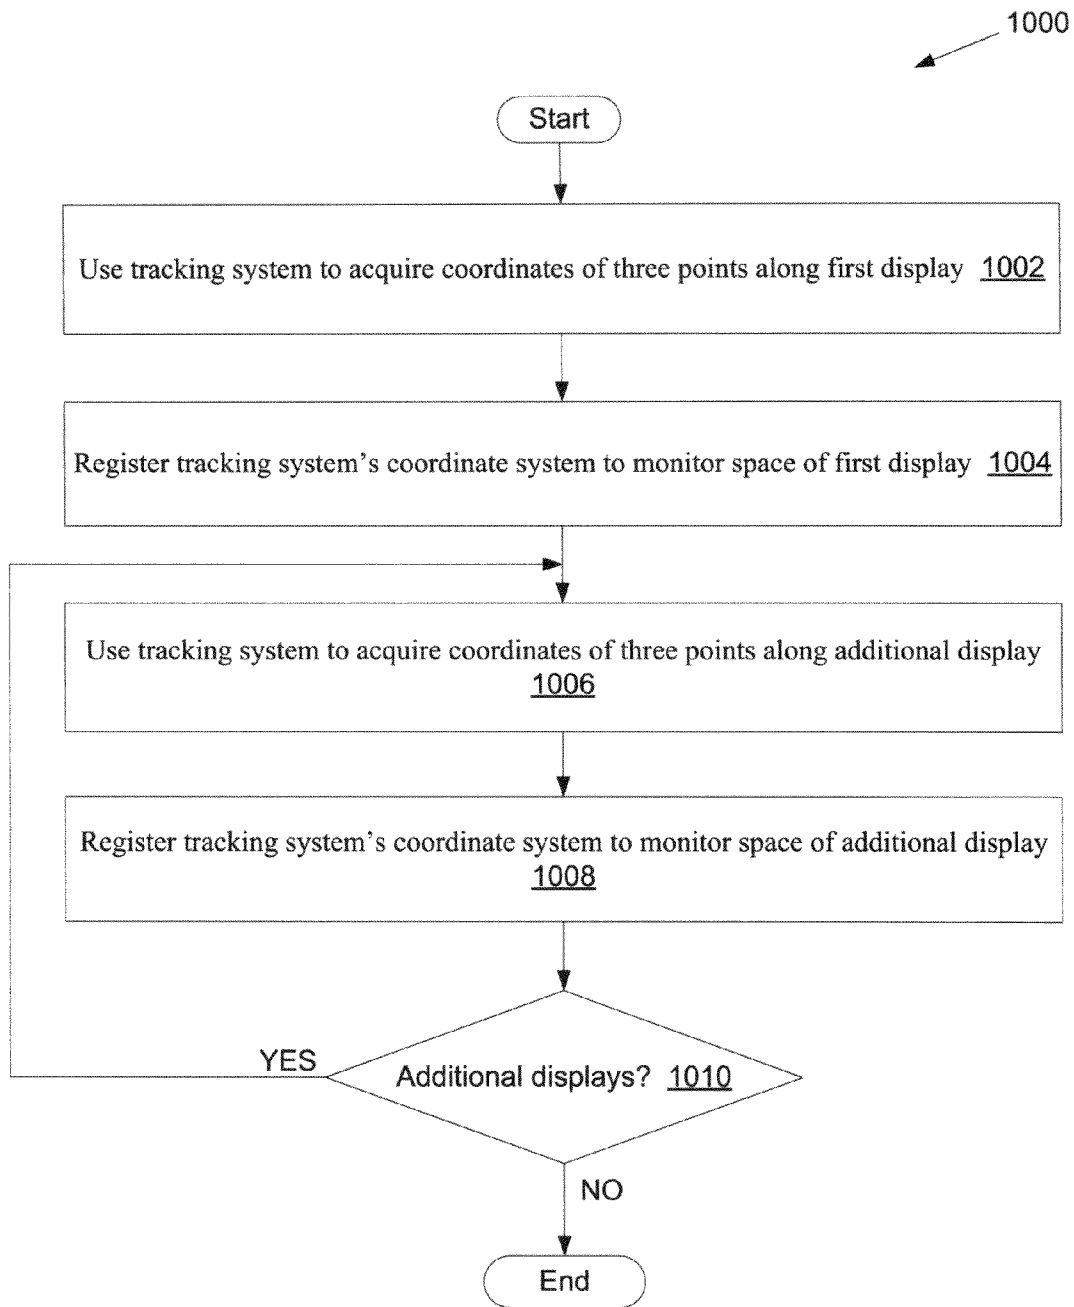 1000
Start
Use tracking system to acquire coordinates of three points along first display 1002
Register tracking system's coordinate system to monitor space of first display 1004
Use tracking system to acquire coordinates of three points along additional display
1006
Register tracking system's coordinate system to monitor space of additional display
1008
YES
Additional displays? 1010
NO
End